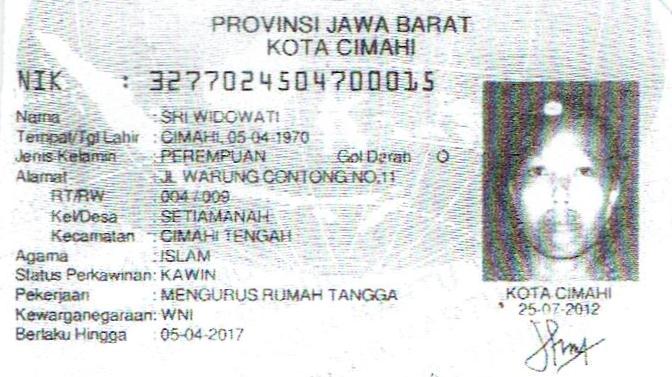 PROVINSI JAWA BARAT
KOTA CIMAHI
NIK : 3277024504700015
Nama : SRI WIDOWATI
Tempat/Tgl Lahir : CIMAHI, 05-04-1970
Jenis Kelamin : PEREMPUAN Gol Darah : O
Alamat : JL WARUNG CONTONG NO,11
RT/RW : 004 / 009
Kel/Desa : SETIAMANAH
Kecamatan : CIMAHI TENGAH
Agama : ISLAM
Status Perkawinan: KAWIN
Pekerjaan : MENGURUS RUMAH TANGGA
Kewarganegaraan: WNI
Berlaku Hingga : 05-04-2017
KOTA CIMAHI
25-07-2012